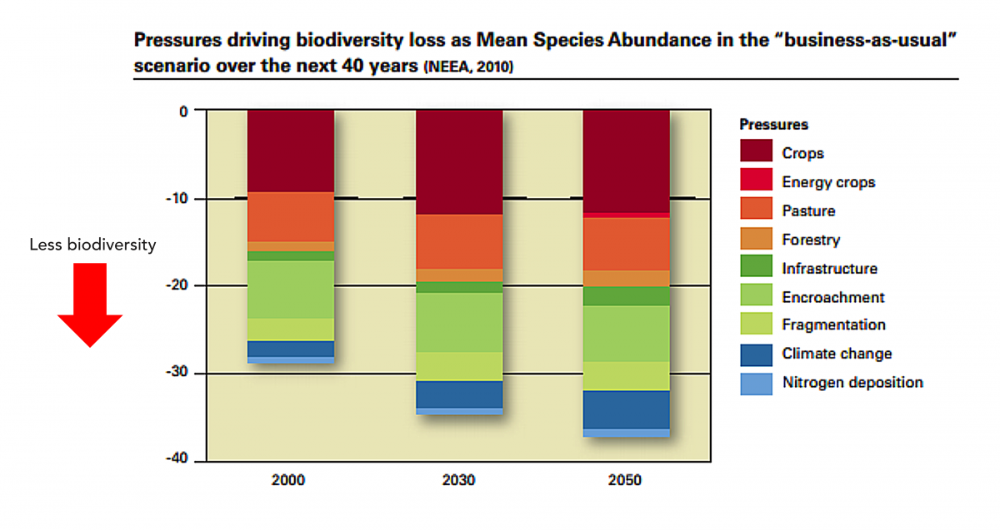 Pressures driving biodiversity loss as Mean Species Abundance in the “business-as-usual”
scenario over the next 40 years (NEEA, 2010)
0
-10
-20
-30
-40
Less biodiversity
2000
2030
2050
Pressures
Crops
Energy crops
Pasture
Forestry
Infrastructure
Encroachment
Fragmentation
Climate change
Nitrogen deposition